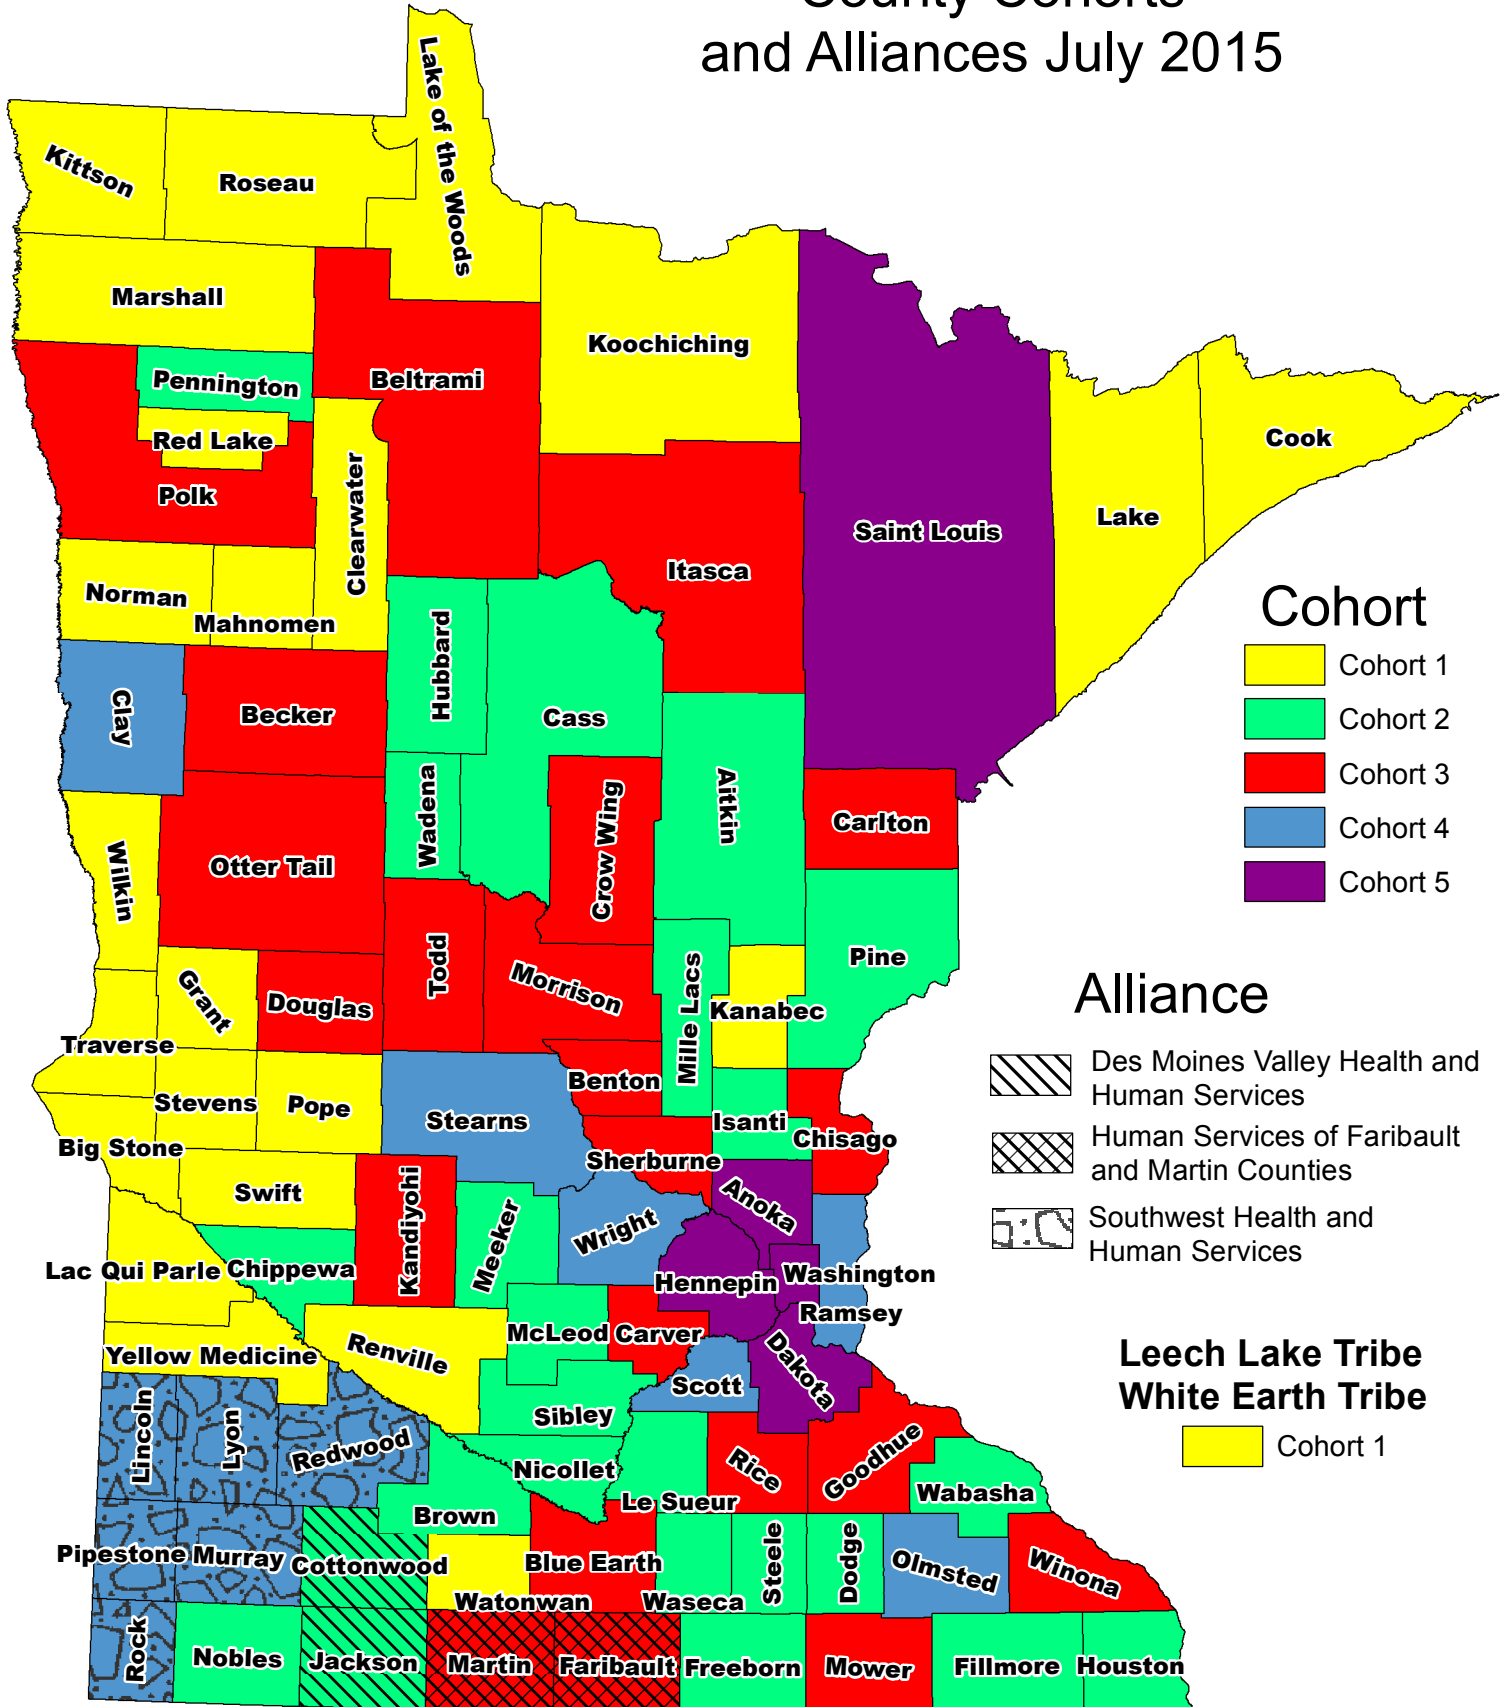 County Cohorts
and Alliances July 2015
Lake of the Woods
Kittson
Roseau
Marshall
Koochiching
Beltrami
Pennington
Red Lake
Cook
Clearwater
Polk
Lake
Saint Louis
Itasca
Norman
Mahnomen
Hubbard
Clay
Becker
Cass
Wadena
Aitkin
Crow Wing
Carlton
Wilkin
Otter Tail
Todd
Pine
Mille Lacs
Morrison
Grant
Douglas
Kanabec
Traverse
Benton
Stevens
Pope
Stearns
Isanti
Chisago
Big Stone
Sherburne
Swift
Anoka
Kandiyohi
Meeker
Wright
Lac Qui Parle
Chippewa
Hennepin
Washington
Ramsey
McLeod
Carver
Yellow Medicine
Renville
Dakota
Scott
Sibley
Lincoln
Lyon
Redwood
Nicollet
Rice
Goodhue
Le Sueur
Wabasha
Brown
Pipestone
Murray
Cottonwood
Blue Earth
Steele
Dodge
Olmsted
Winona
Watonwan
Waseca
Rock
Nobles
Jackson
Martin
Faribault
Freeborn
Mower
Fillmore
Houston
Cohort
Cohort 1
Cohort 2
Cohort 3
Cohort 4
Cohort 5
Alliance
Des Moines Valley Health and
Human Services
Human Services of Faribault
and Martin Counties
Southwest Health and
Human Services
Leech Lake Tribe
White Earth Tribe
Cohort 1